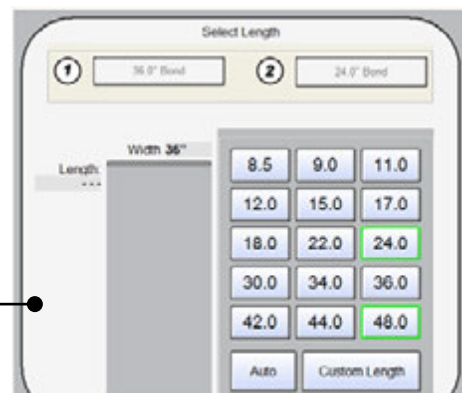 Select Length
1 36.0" Bond 2 24.0" Bond
Width 36"
Length:
---
8.5 9.0 11.0
12.0 15.0 17.0
18.0 22.0 24.0
30.0 34.0 36.0
42.0 44.0 48.0
Auto Custom Length